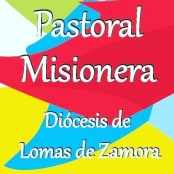 Pastoral
Misionera
Diócesis de
Lomas de Zamora